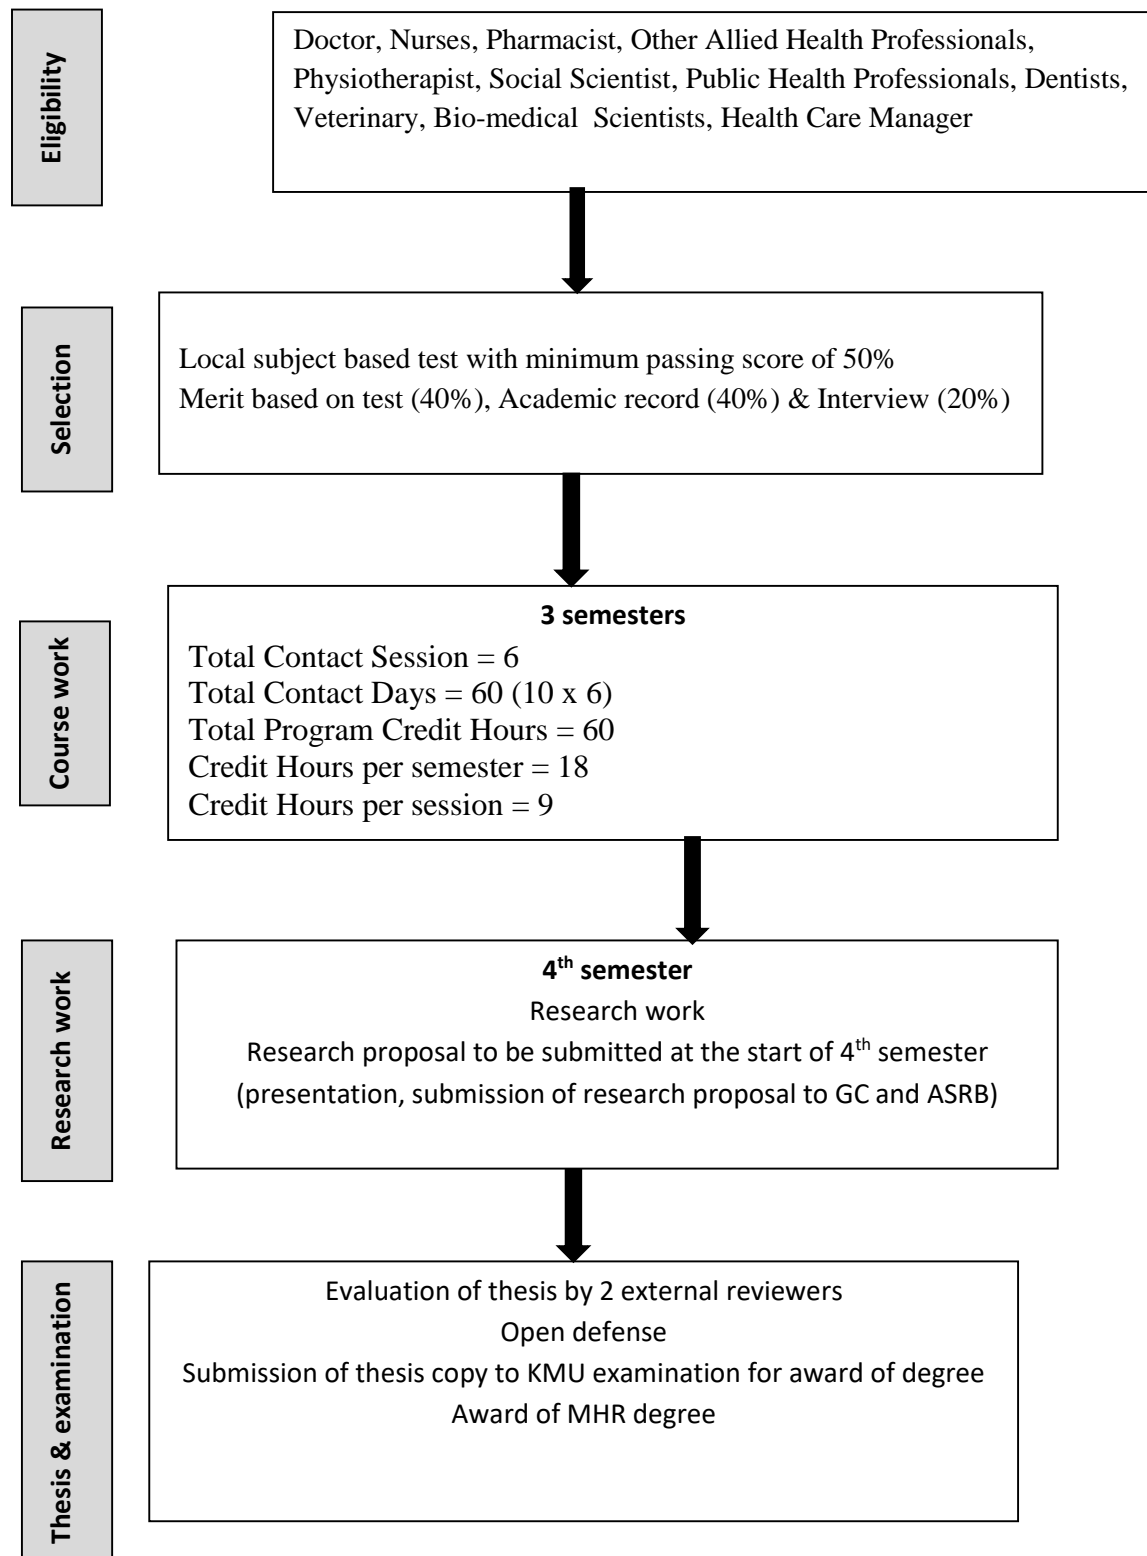 Eligibility
Doctor, Nurses, Pharmacist, Other Allied Health Professionals,
Physiotherapist, Social Scientist, Public Health Professionals, Dentists,
Veterinary, Bio-medical  Scientists, Health Care Manager
Selection
Local subject based test with minimum passing score of 50%
Merit based on test (40%), Academic record (40%) & Interview (20%)
Course work
3 semesters
Total Contact Session = 6
Total Contact Days = 60 (10 x 6)
Total Program Credit Hours = 60
Credit Hours per semester = 18
Credit Hours per session = 9
Research work
4th semester
Research work
Research proposal to be submitted at the start of 4th semester
(presentation, submission of research proposal to GC and ASRB)
Thesis & examination
Evaluation of thesis by 2 external reviewers
Open defense
Submission of thesis copy to KMU examination for award of degree
Award of MHR degree